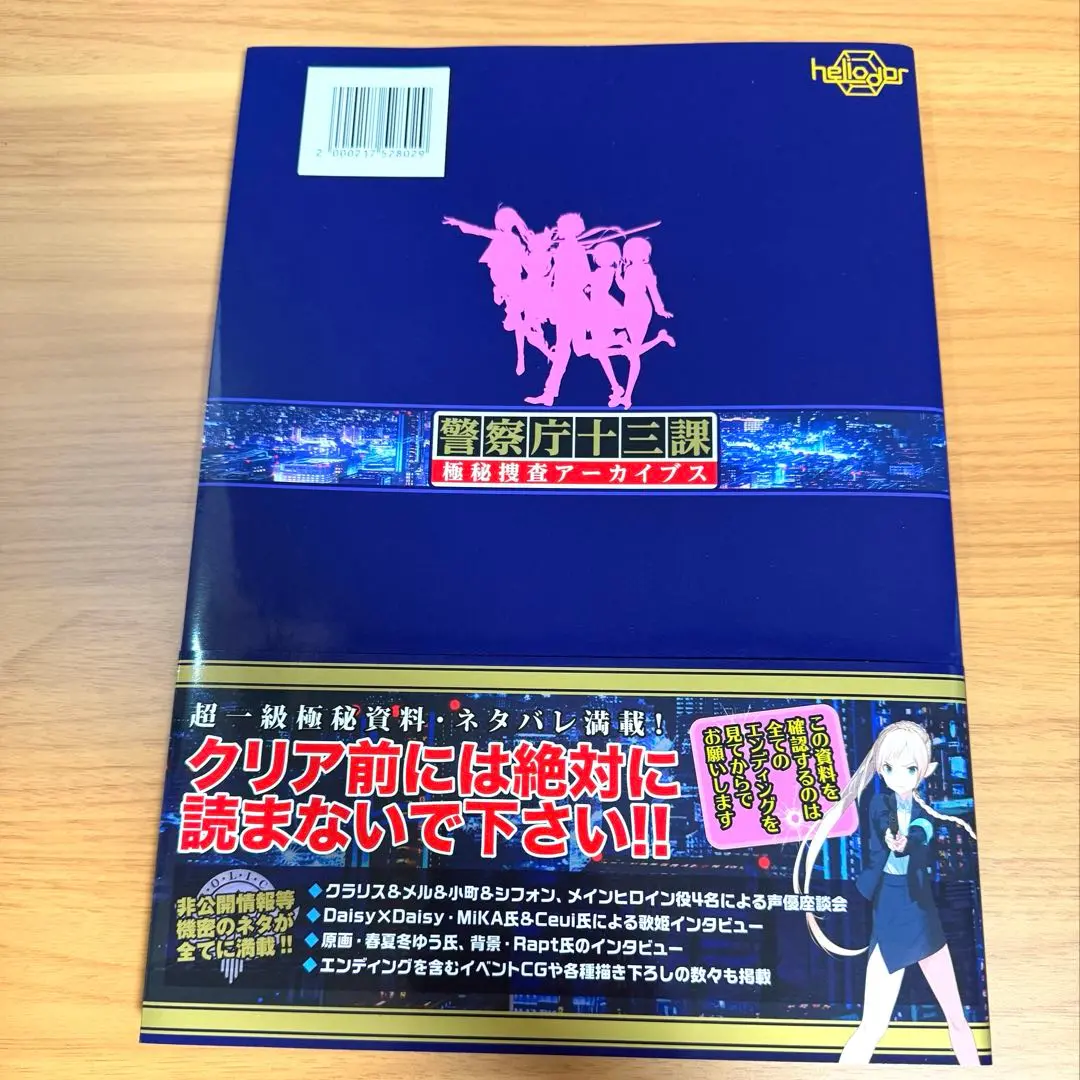 heliodor
2 000217 528029
警察庁十三課
極秘捜査アーカイブス
超一級極秘資料・ネタバレ満載!
クリア前には絶対に
読まないで下さい!!
この資料を
確認するのは
全ての
エンディングを
見てからで
お願いします
O・L・I・C
非公開情報等
機密のネタが
全てに満載!!
◆クラリス&メル&小町&シフォン、メインヒロイン役4名による声優座談会
◆Daisy×Daisy・MiKA氏&Ceui氏による歌姫インタビュー
◆原画・春夏冬ゆう氏、背景・Rapt氏のインタビュー
◆エンディングを含むイベントCGや各種描き下ろしの数々も掲載